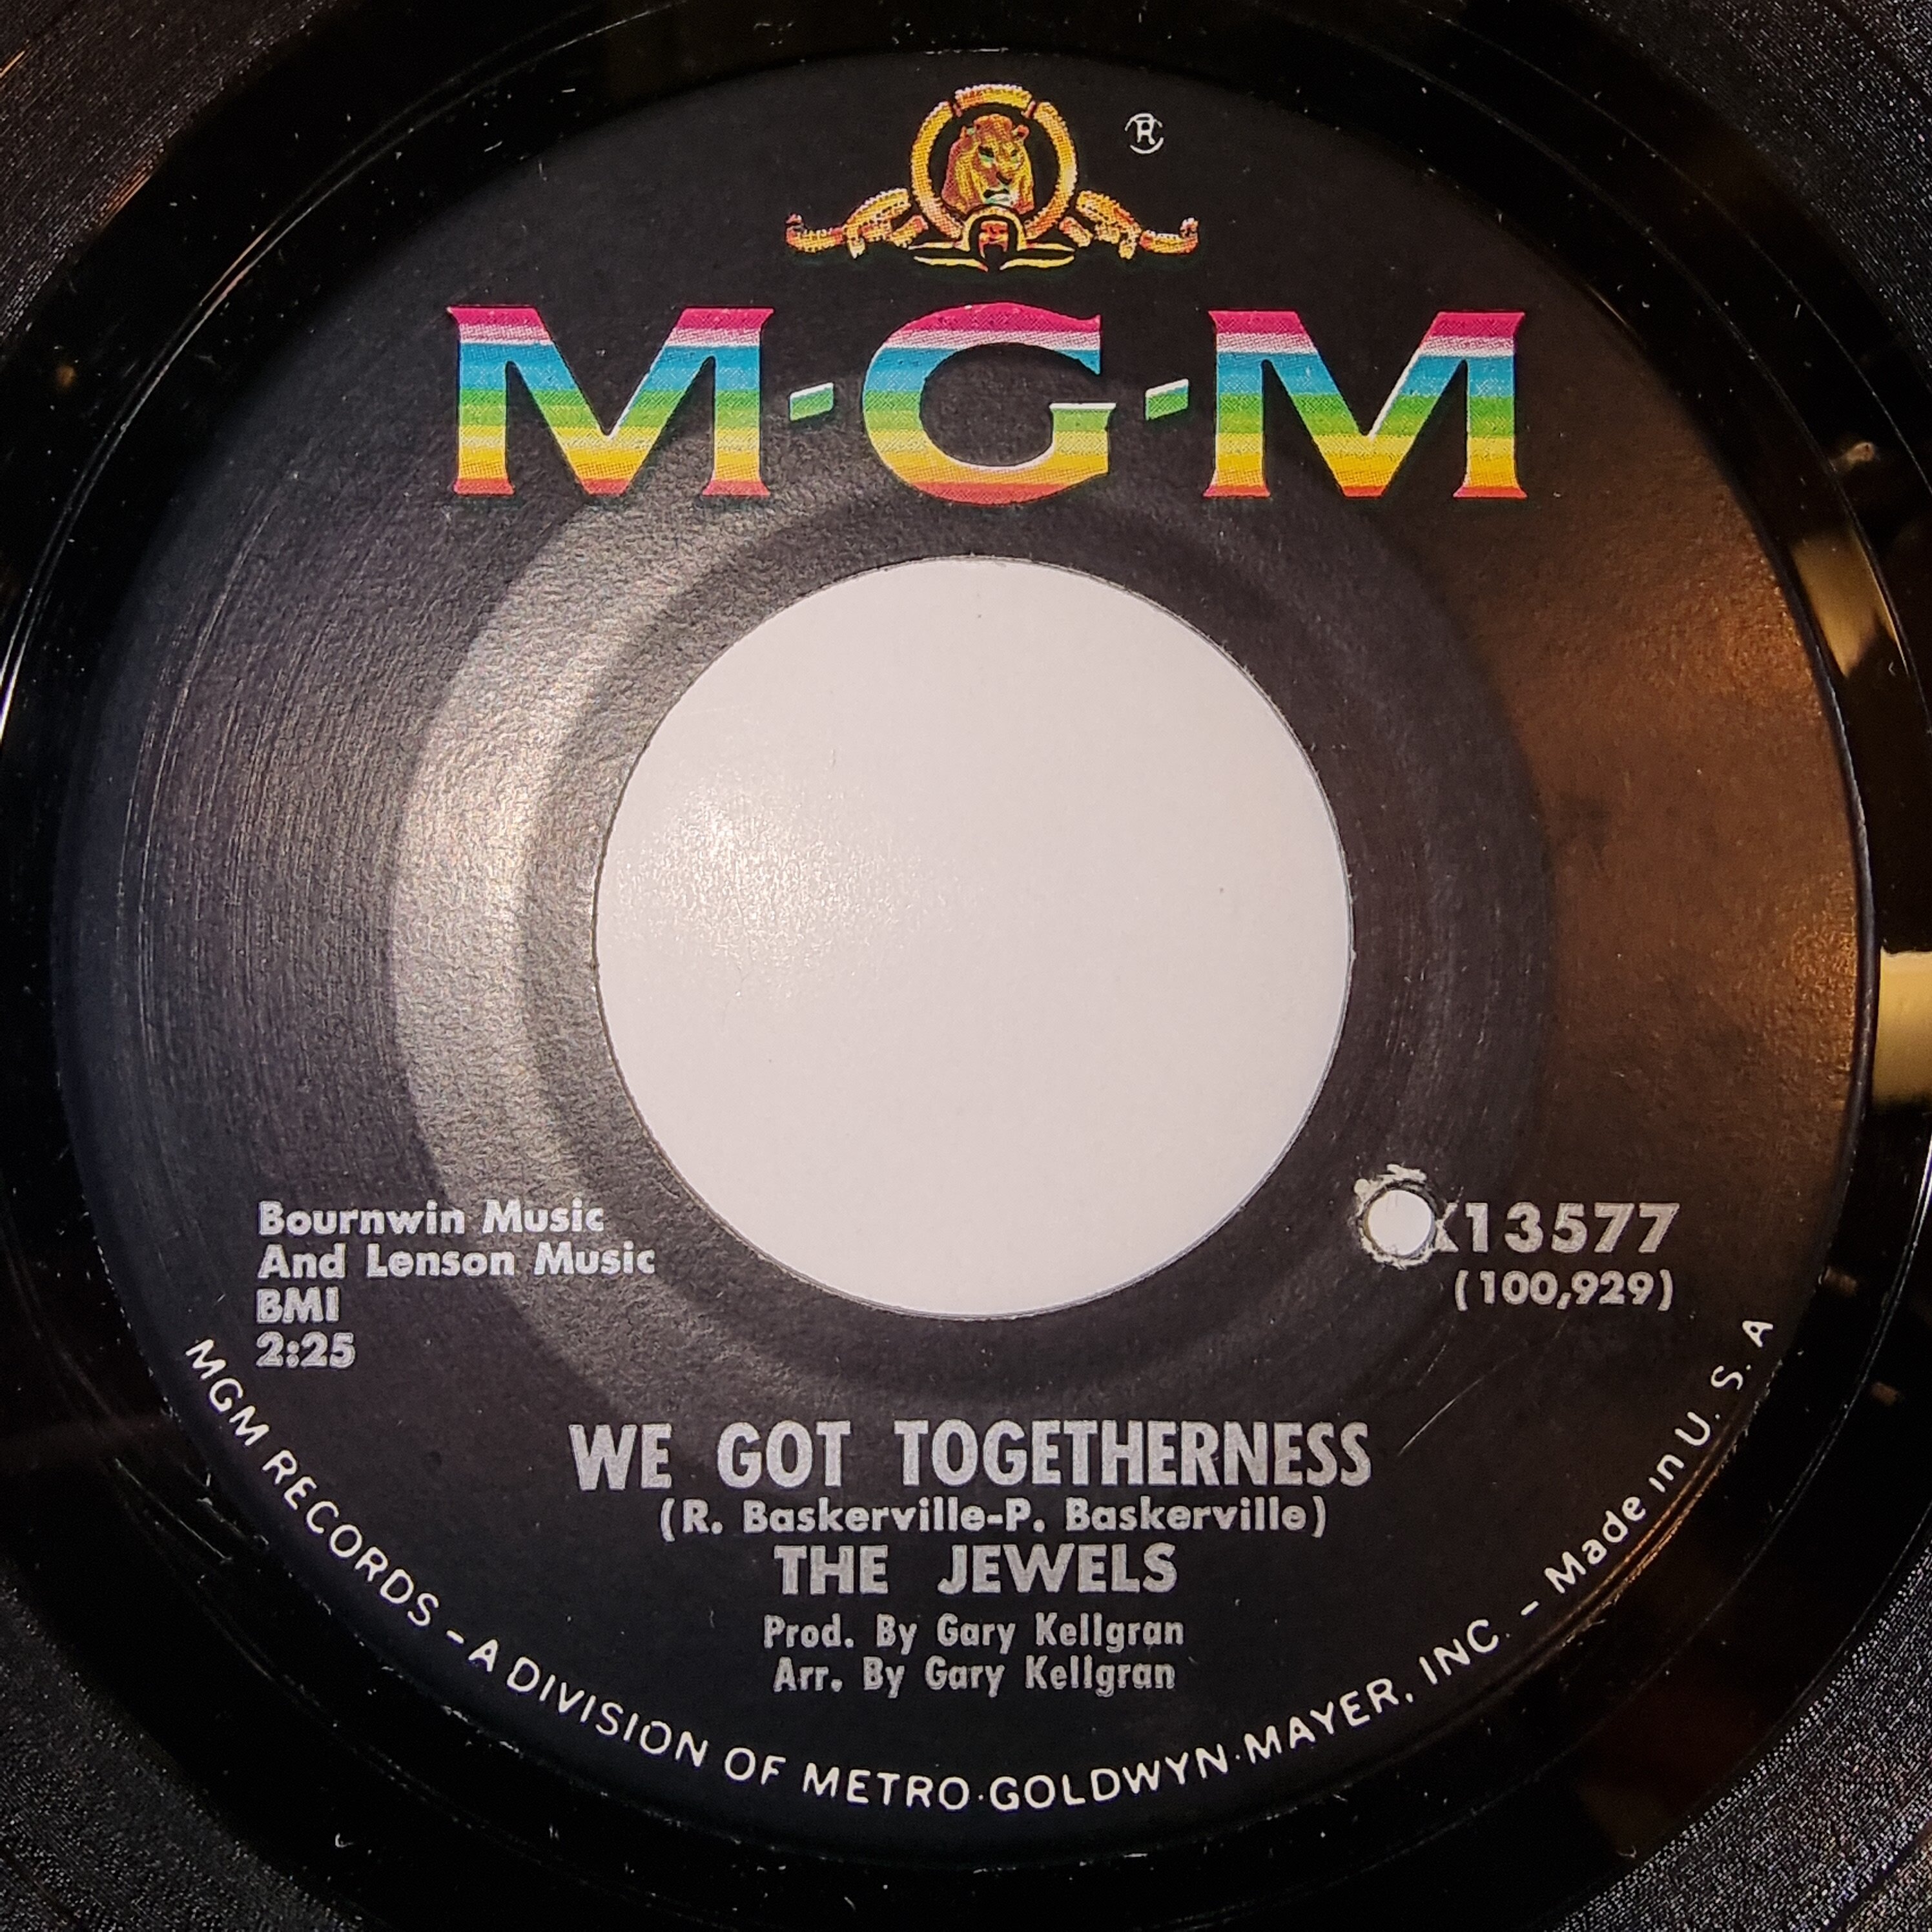 ®
M-G-M
Bournwin Music
And Lenson Music
BMI
2:25
X13577
(100,929)
WE GOT TOGETHERNESS
(R. Baskerville-P. Baskerville)
THE JEWELS
Prod. By Gary Kellgran
Arr. By Gary Kellgran
MGM RECORDS - A DIVISION OF METRO·GOLDWYN·MAYER, INC. - Made in U. S. A